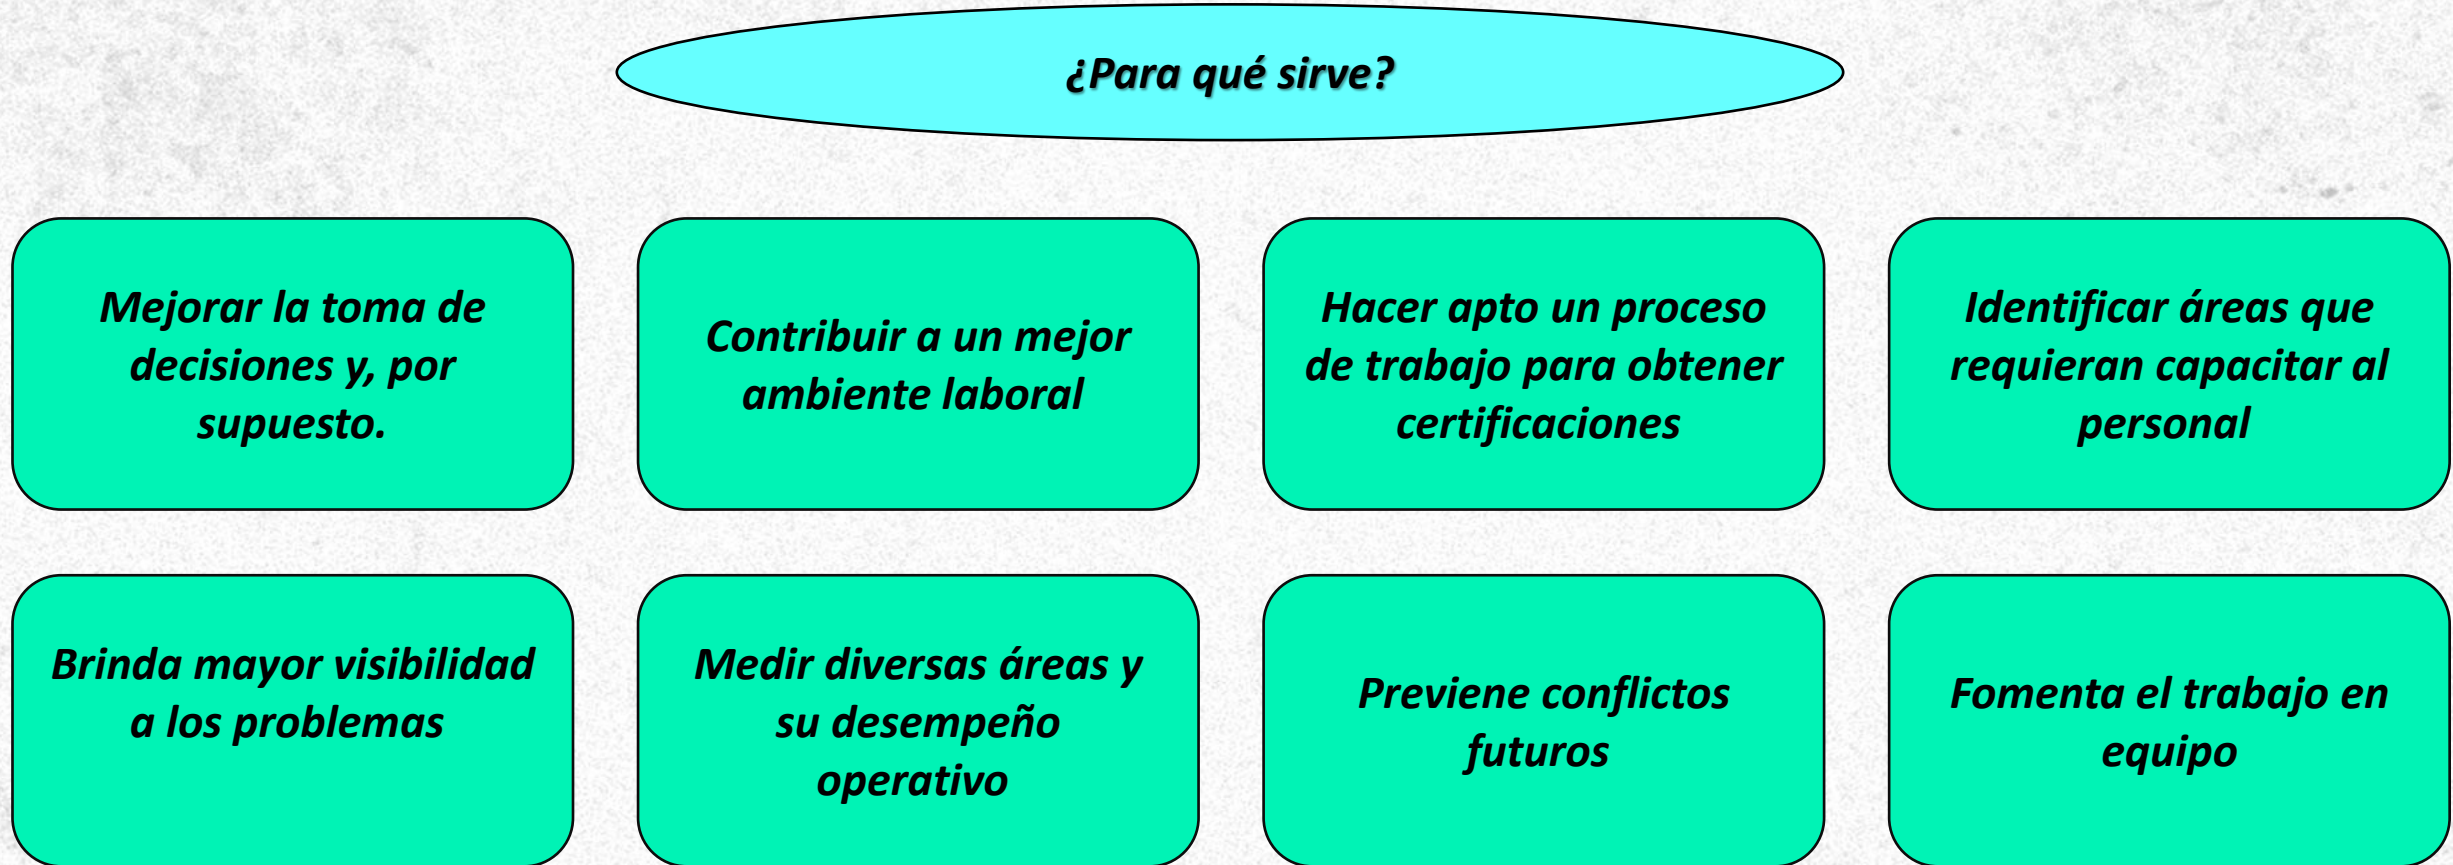 ¿Para qué sirve?
Mejorar la toma de
decisiones y, por
supuesto.
Contribuir a un mejor
ambiente laboral
Hacer apto un proceso
de trabajo para obtener
certificaciones
Identificar áreas que
requieran capacitar al
personal
Brinda mayor visibilidad
a los problemas
Medir diversas áreas y
su desempeño
operativo
Previene conflictos
futuros
Fomenta el trabajo en
equipo